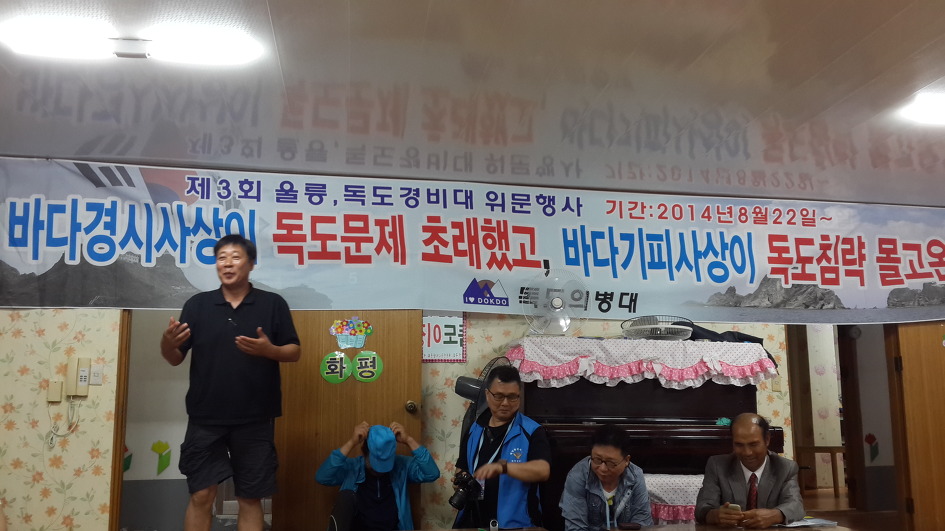 제3회 울릉,독도경비대 위문행사 기간:2014년8월22일~
바다경시사상이 독도문제 초래했고, 바다기피사상이 독도침략 몰고온
I ♥ DOKDO 독도의병대
화평